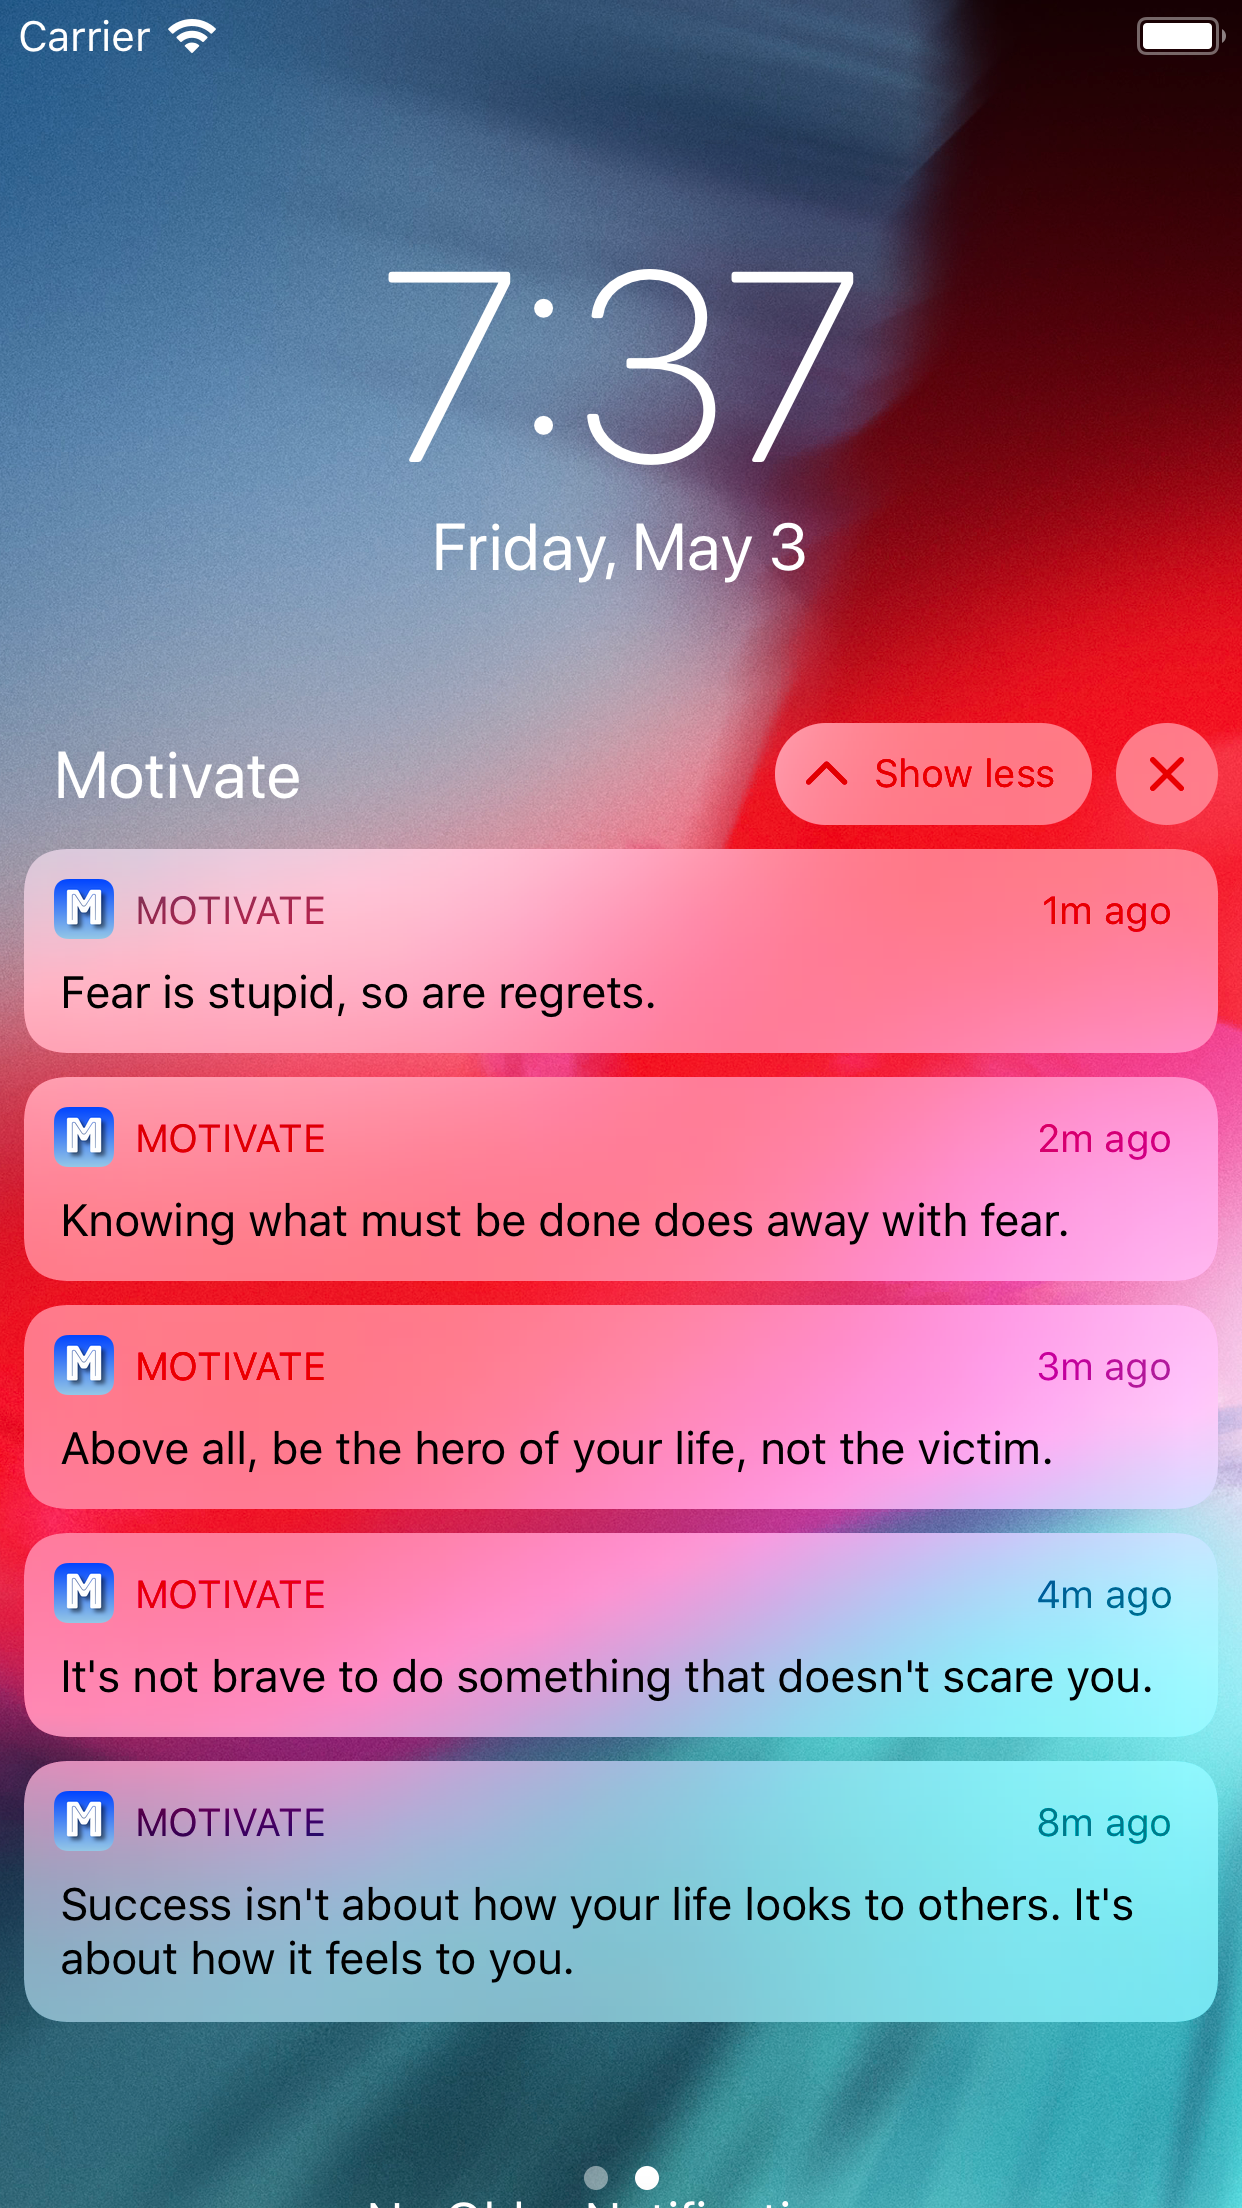 Carrier
7:37
Friday, May 3
Motivate
Show less
M MOTIVATE 1m ago
Fear is stupid, so are regrets.
M MOTIVATE 2m ago
Knowing what must be done does away with fear.
M MOTIVATE 3m ago
Above all, be the hero of your life, not the victim.
M MOTIVATE 4m ago
It's not brave to do something that doesn't scare you.
M MOTIVATE 8m ago
Success isn't about how your life looks to others. It's
about how it feels to you.